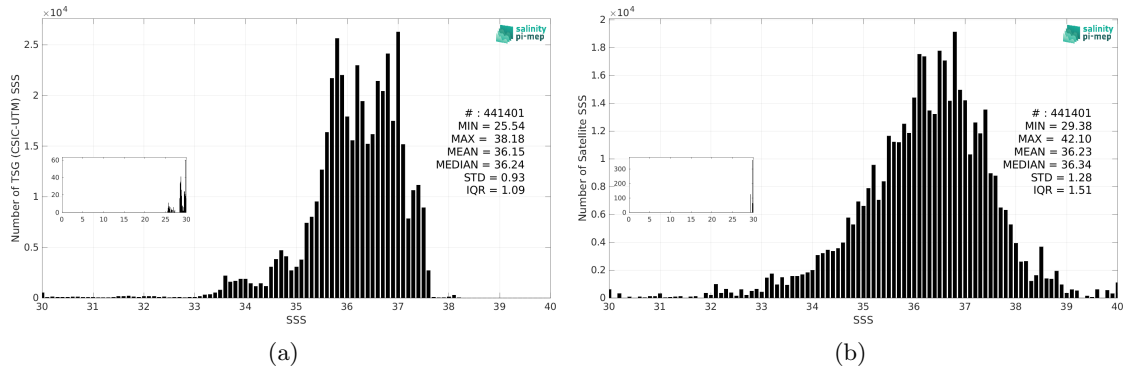 2.5
2
1.5
1
0.5
0
×10⁴
salinity
pi-mep
# : 441401
MIN = 25.54
MAX = 38.18
MEAN = 36.15
MEDIAN = 36.24
STD = 0.93
IQR = 1.09
60
40
20
0
0 5 10 15 20 25 30
30 31 32 33 34 35 36 37 38 39 40
SSS
Number of TSG (CSIC-UTM) SSS
(a)
2
1.8
1.6
1.4
1.2
1
0.8
0.6
0.4
0.2
0
×10⁴
salinity
pi-mep
# : 441401
MIN = 29.38
MAX = 42.10
MEAN = 36.23
MEDIAN = 36.34
STD = 1.28
IQR = 1.51
300
200
100
0
0 5 10 15 20 25 30
30 31 32 33 34 35 36 37 38 39 40
SSS
Number of Satellite SSS
(b)